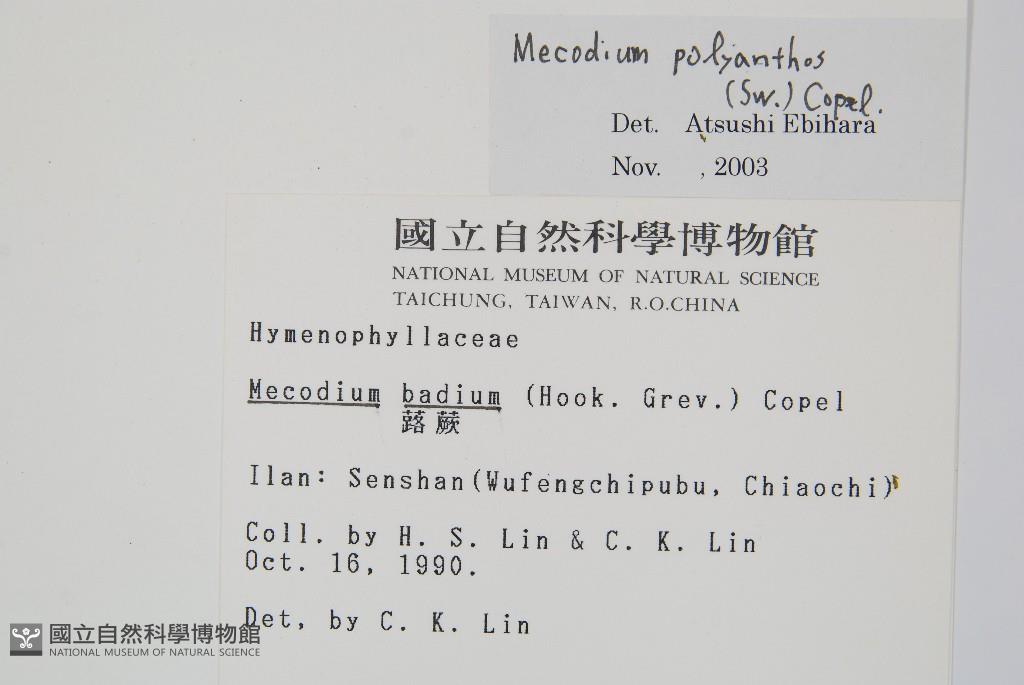 Mecodium polyanthos
(Sw.) Copel.
Det. Atsushi Ebihara
Nov. , 2003
國立自然科學博物館
NATIONAL MUSEUM OF NATURAL SCIENCE
TAICHUNG, TAIWAN, R.O.CHINA
Hymenophyllaceae
Mecodium badium (Hook. Grev.) Copel
蕗蕨
Ilan: Senshan(Wufengchipubu, Chiaochi)
Coll. by H. S. Lin & C. K. Lin
Oct. 16, 1990.
Det, by C. K. Lin
國立自然科學博物館
NATIONAL MUSEUM OF NATURAL SCIENCE